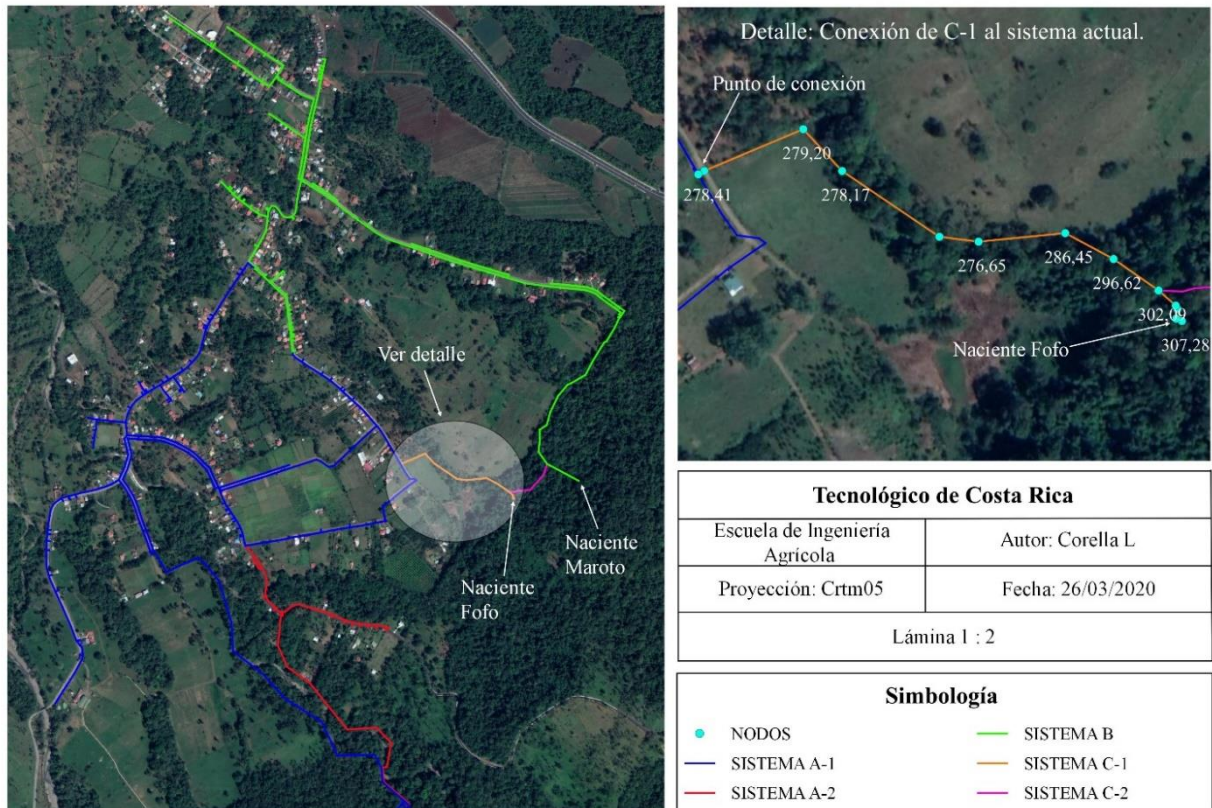 Ver detalle
Naciente
Maroto
Naciente
Fofo
Detalle: Conexión de C-1 al sistema actual.
Punto de conexión
279,20
278,17
278,41
276,65
286,45
296,62
302,09
Naciente Fofo
307,28
Tecnológico de Costa Rica
Escuela de Ingeniería
Agrícola
Autor: Corella L
Proyección: Crtm05
Fecha: 26/03/2020
Lámina 1 : 2
Simbología
NODOS
SISTEMA B
SISTEMA A-1
SISTEMA C-1
SISTEMA A-2
SISTEMA C-2